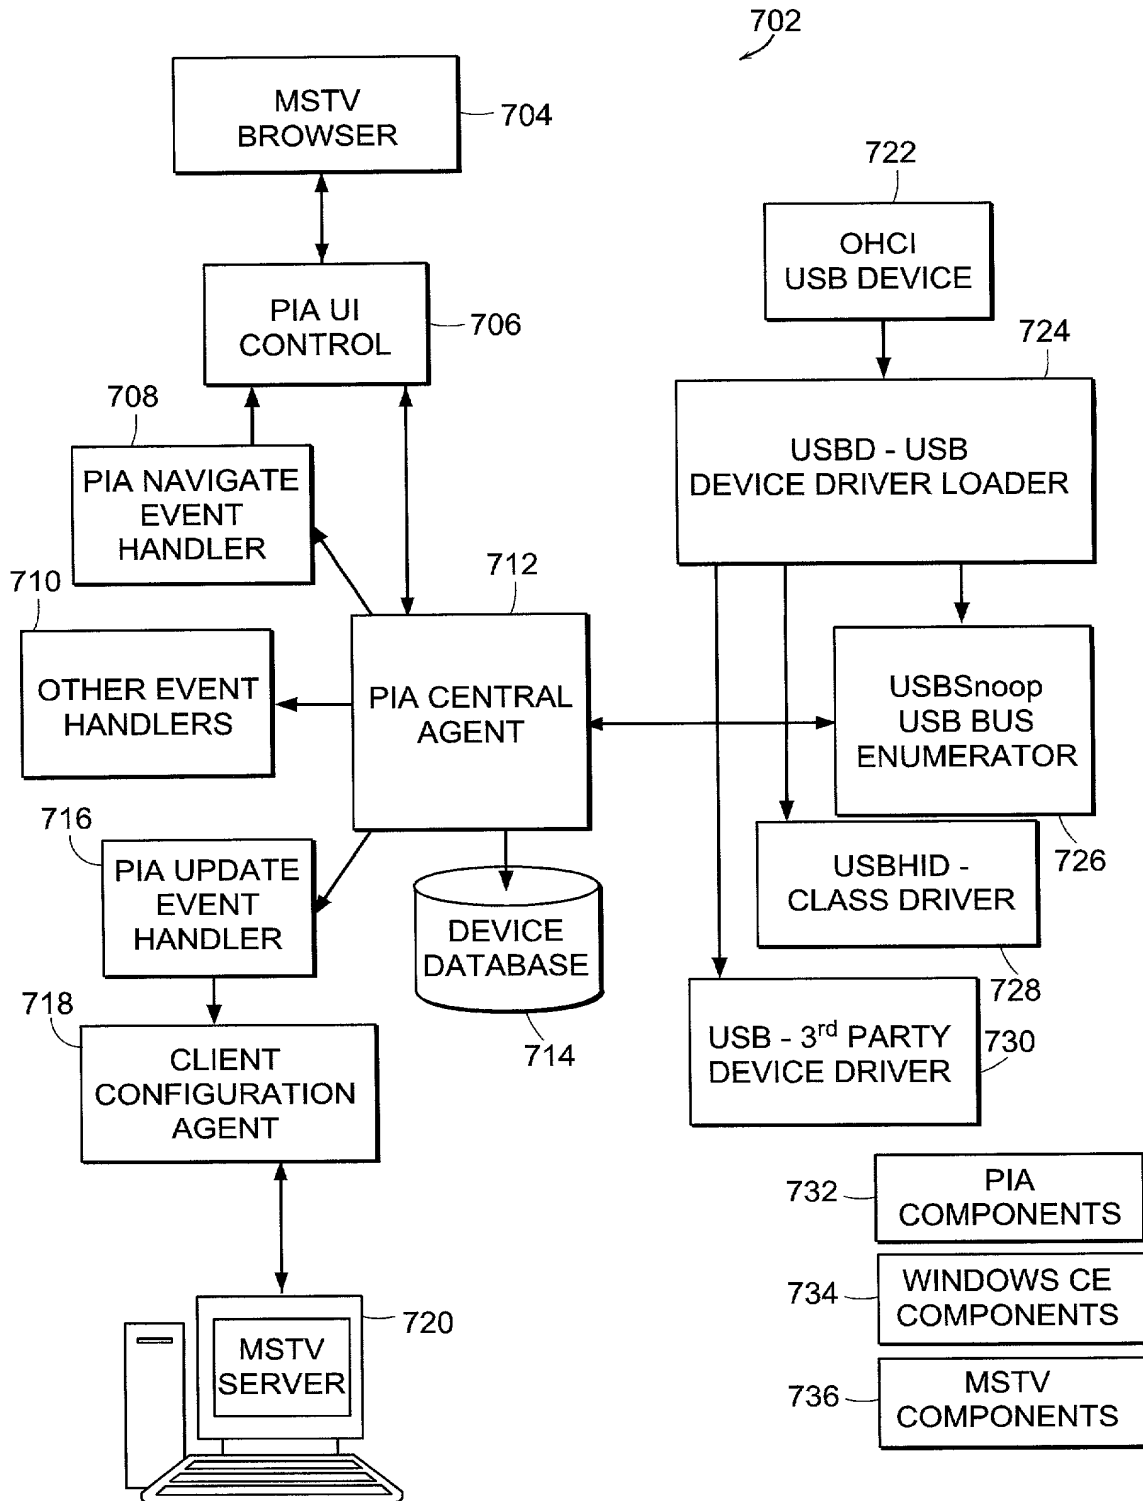 702
MSTV
BROWSER
704
722
OHCI
USB DEVICE
PIA UI
CONTROL
706
724
708
USBD - USB
DEVICE DRIVER LOADER
PIA NAVIGATE
EVENT
HANDLER
712
710
OTHER EVENT
HANDLERS
PIA CENTRAL
AGENT
USBSnoop
USB BUS
ENUMERATOR
716
726
PIA UPDATE
EVENT
HANDLER
USBHID -
CLASS DRIVER
DEVICE
DATABASE
728
718
714
USB - 3rd PARTY
DEVICE DRIVER
730
CLIENT
CONFIGURATION
AGENT
732
PIA
COMPONENTS
734
WINDOWS CE
COMPONENTS
720
MSTV
SERVER
736
MSTV
COMPONENTS